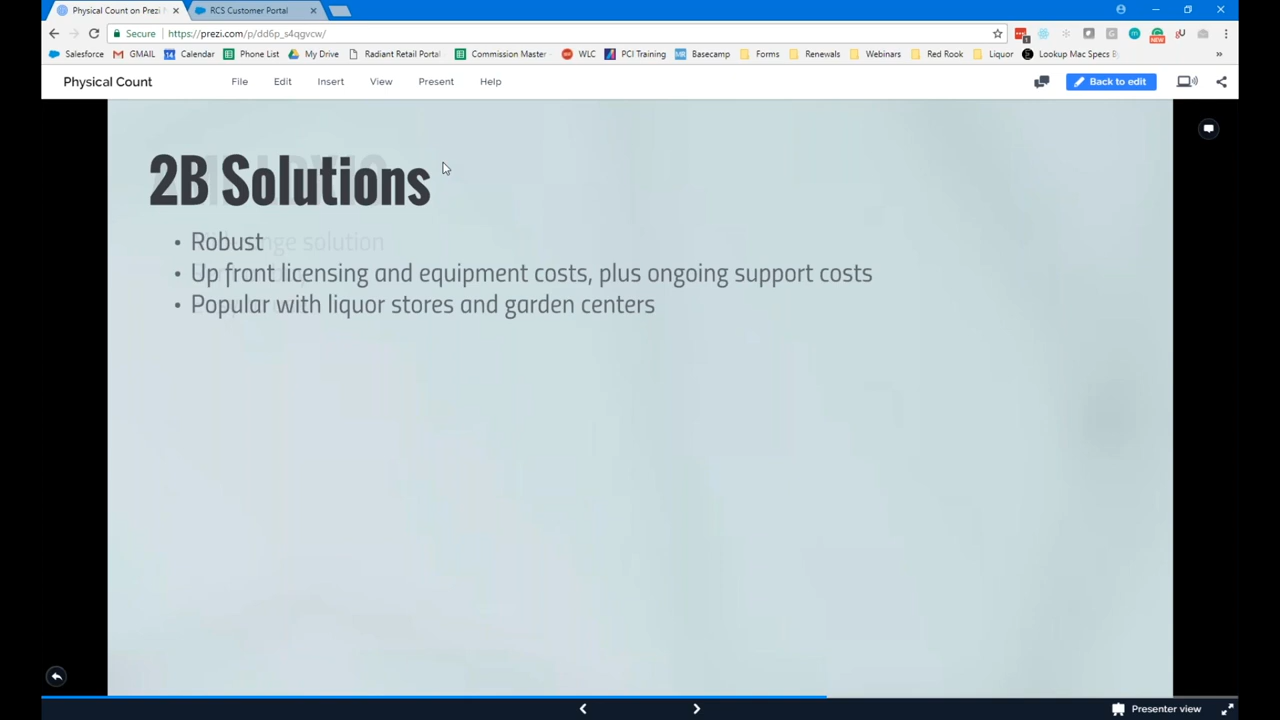 Physical Count on Prezi
RCS Customer Portal
Secure
https://prezi.com/p/dd6p_s4qgvcw/
Salesforce
GMAIL
Calendar
Phone List
My Drive
Radiant Retail Portal
Commission Master
WLC
PCI Training
Basecamp
Forms
Renewals
Webinars
Red Rook
Liquor
Lookup Mac Specs B
Physical Count
File
Edit
Insert
View
Present
Help
Back to edit
2B Solutions
• Robust
• Up front licensing and equipment costs, plus ongoing support costs
• Popular with liquor stores and garden centers
Presenter view